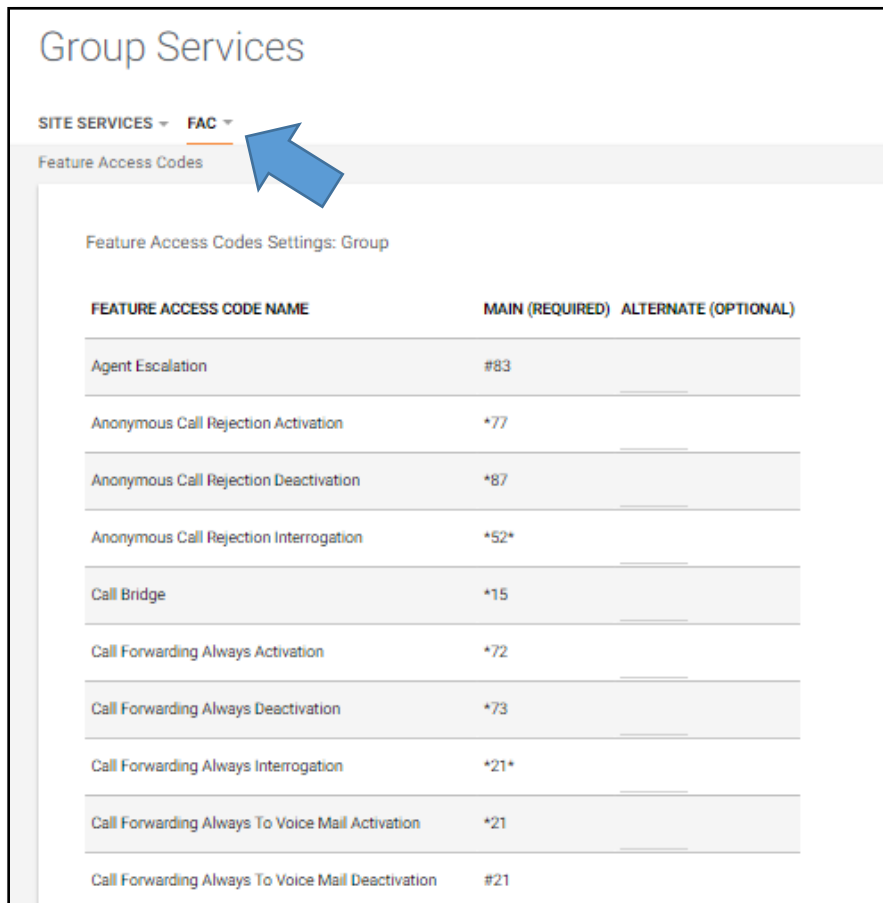 Group Services
SITE SERVICES FAC
Feature Access Codes
Feature Access Codes Settings: Group
FEATURE ACCESS CODE NAME MAIN (REQUIRED) ALTERNATE (OPTIONAL)
Agent Escalation #83
Anonymous Call Rejection Activation *77
Anonymous Call Rejection Deactivation *87
Anonymous Call Rejection Interrogation *52*
Call Bridge *15
Call Forwarding Always Activation *72
Call Forwarding Always Deactivation *73
Call Forwarding Always Interrogation *21*
Call Forwarding Always To Voice Mail Activation *21
Call Forwarding Always To Voice Mail Deactivation #21